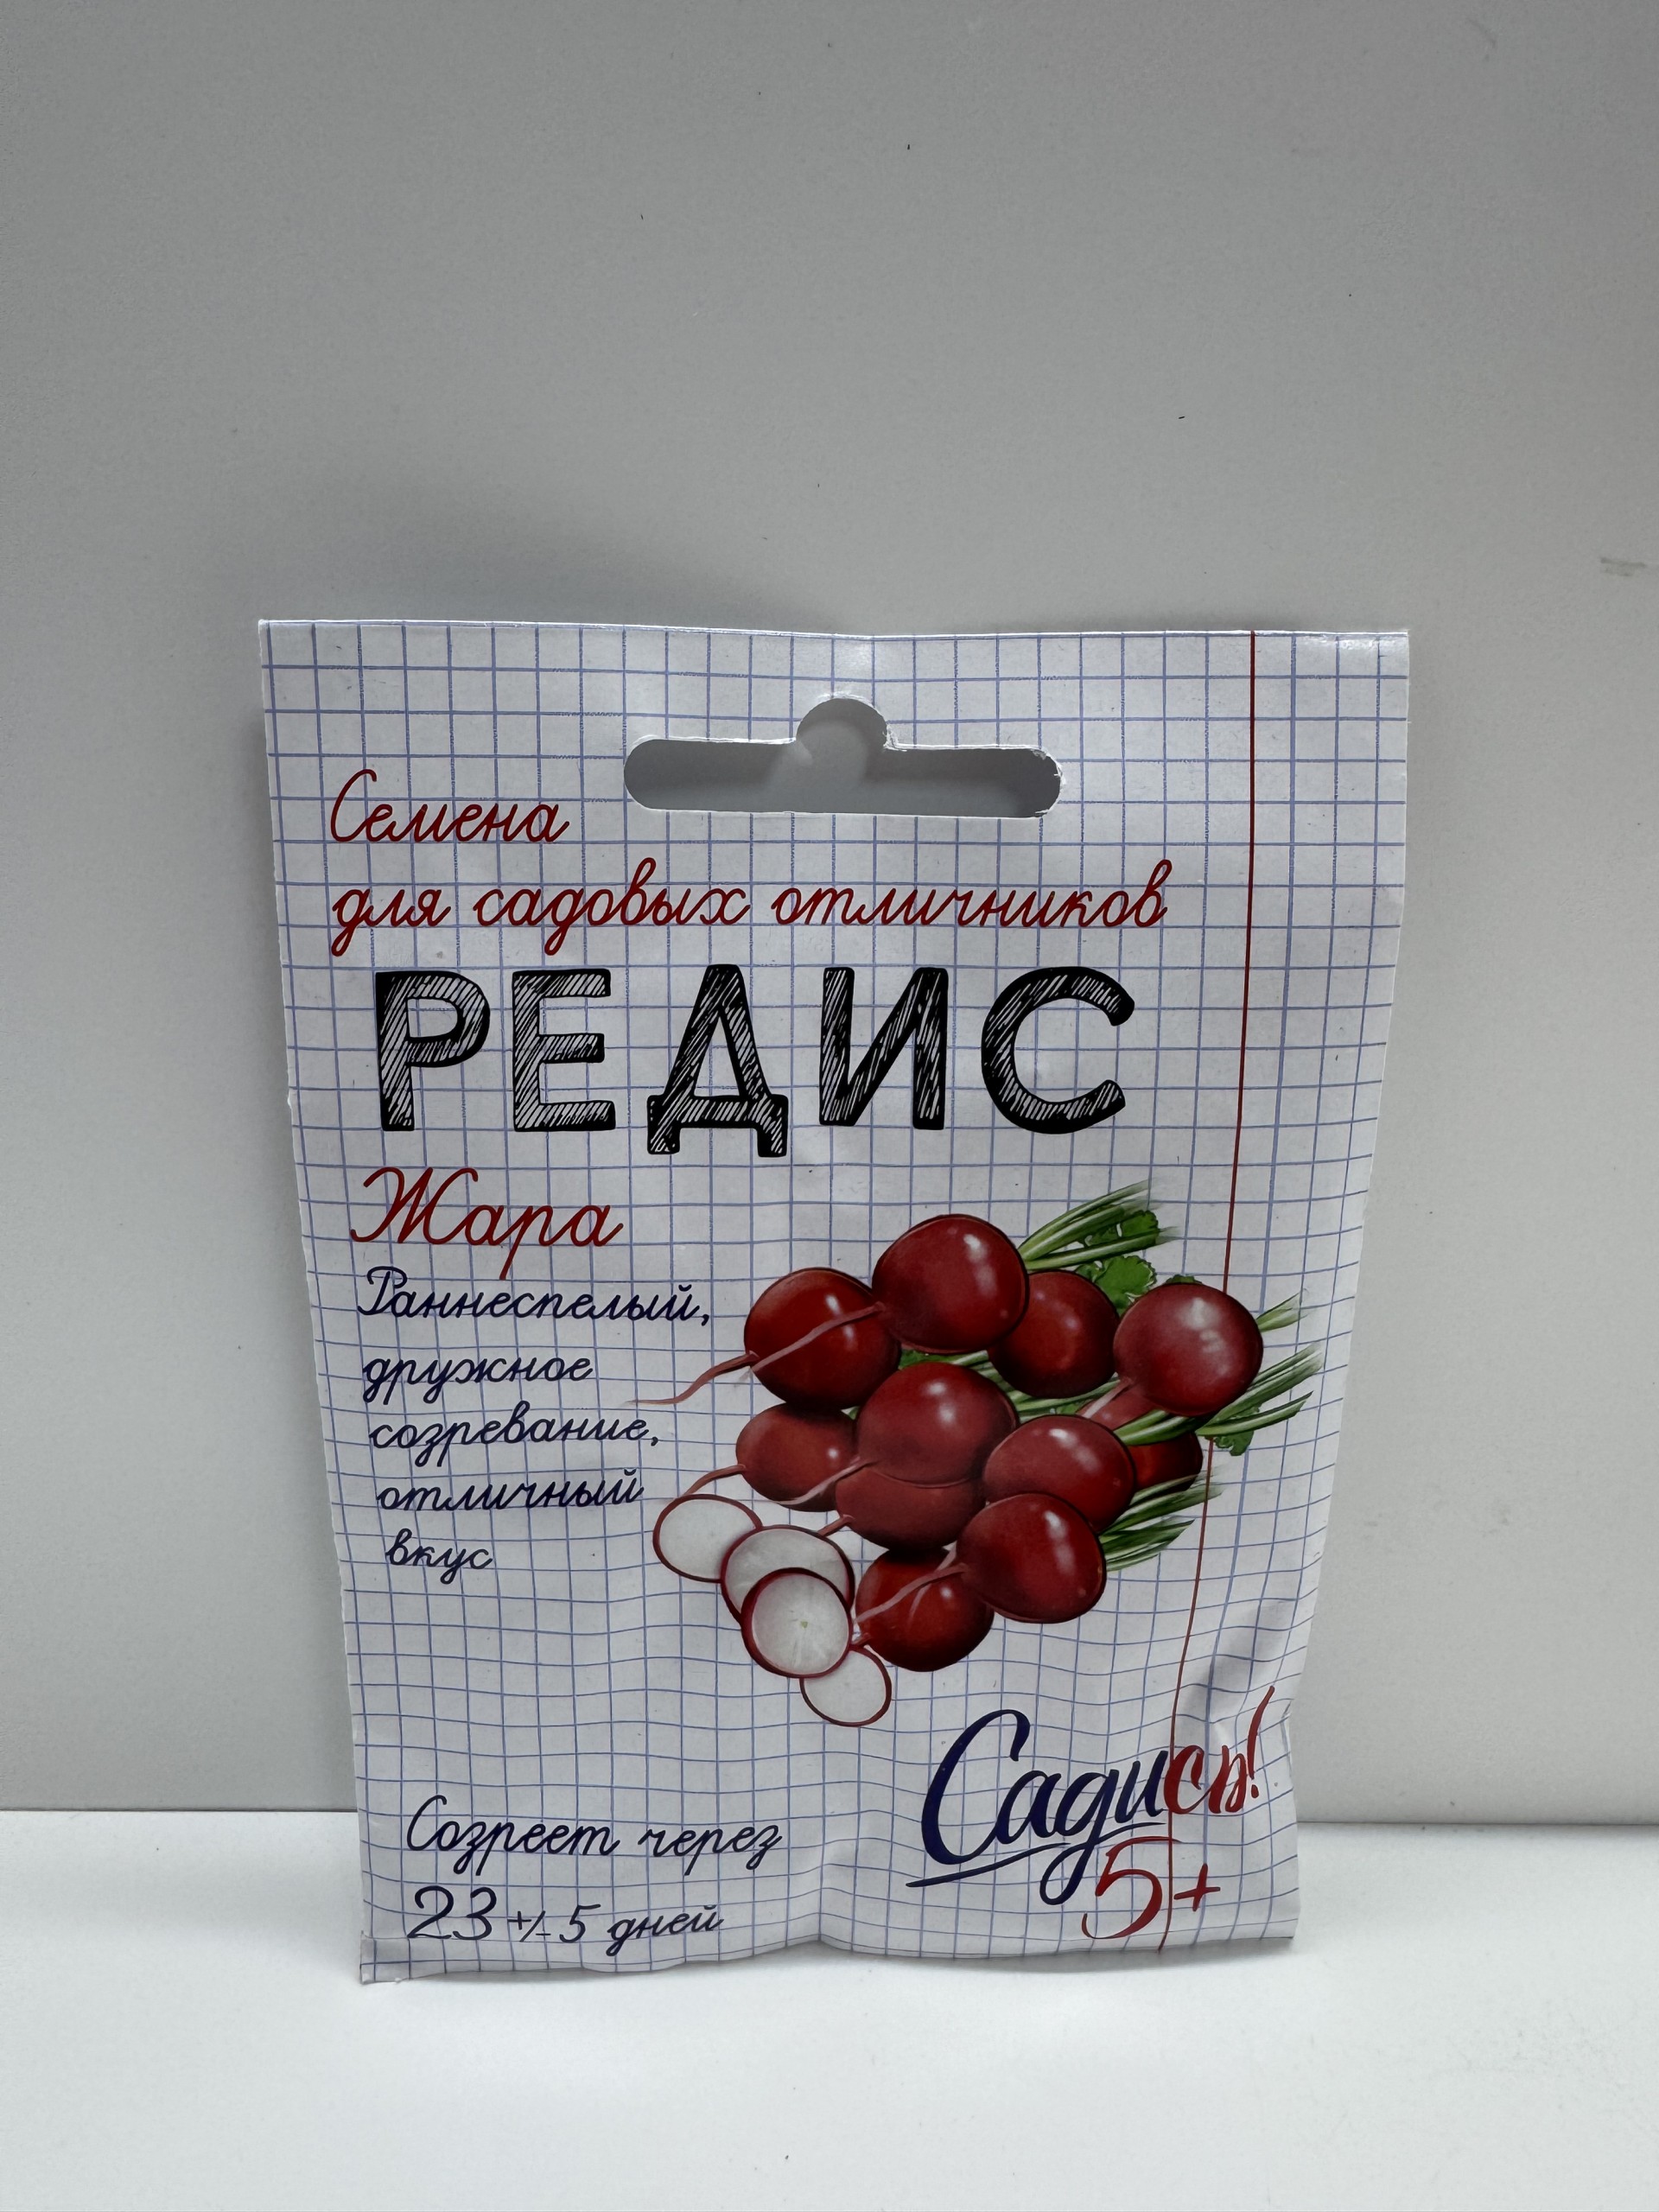 Семена
для садовых отличников
РЕДИС
Жара
Раннеспелый,
дружное
созревание,
отличный
вкус
Созреет через
23 +/- 5 дней
Садись!
5+